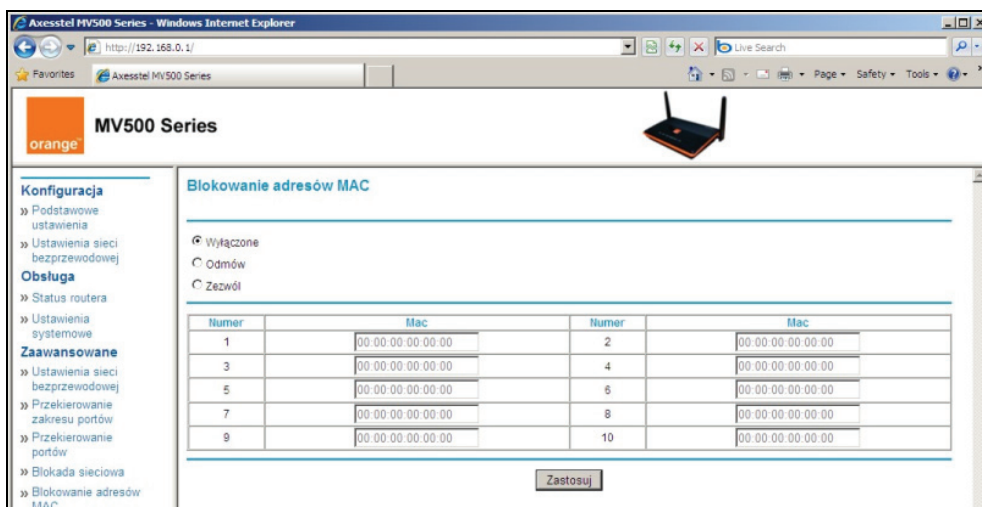 Axesstel MV500 Series - Windows Internet Explorer
http://192.168.0.1/
Live Search
Favorites
Axesstel MV500 Series
Page
Safety
Tools
orange™
MV500 Series
Konfiguracja
» Podstawowe
ustawienia
» Ustawienia sieci
bezprzewodowej
Obsługa
» Status routera
» Ustawienia
systemowe
Zaawansowane
» Ustawienia sieci
bezprzewodowej
» Przekierowanie
zakresu portów
» Przekierowanie
portów
» Blokada sieciowa
» Blokowanie adresów
MAC
Blokowanie adresów MAC
Wyłączone
Odmów
Zezwól
Numer Mac Numer Mac
1 00:00:00:00:00:00 2 00:00:00:00:00:00
3 00:00:00:00:00:00 4 00:00:00:00:00:00
5 00:00:00:00:00:00 6 00:00:00:00:00:00
7 00:00:00:00:00:00 8 00:00:00:00:00:00
9 00:00:00:00:00:00 10 00:00:00:00:00:00
Zastosuj